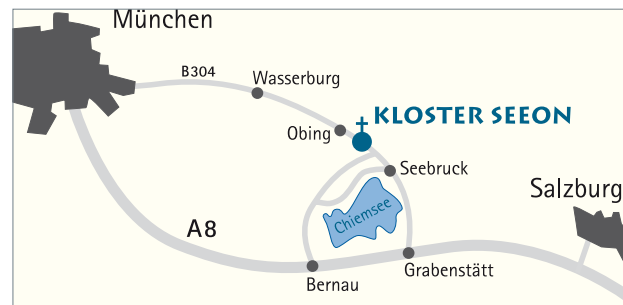 München
B304
Wasserburg
Obing
KLOSTER SEEON
Seebruck
Salzburg
Chiemsee
A8
Grabenstätt
Bernau